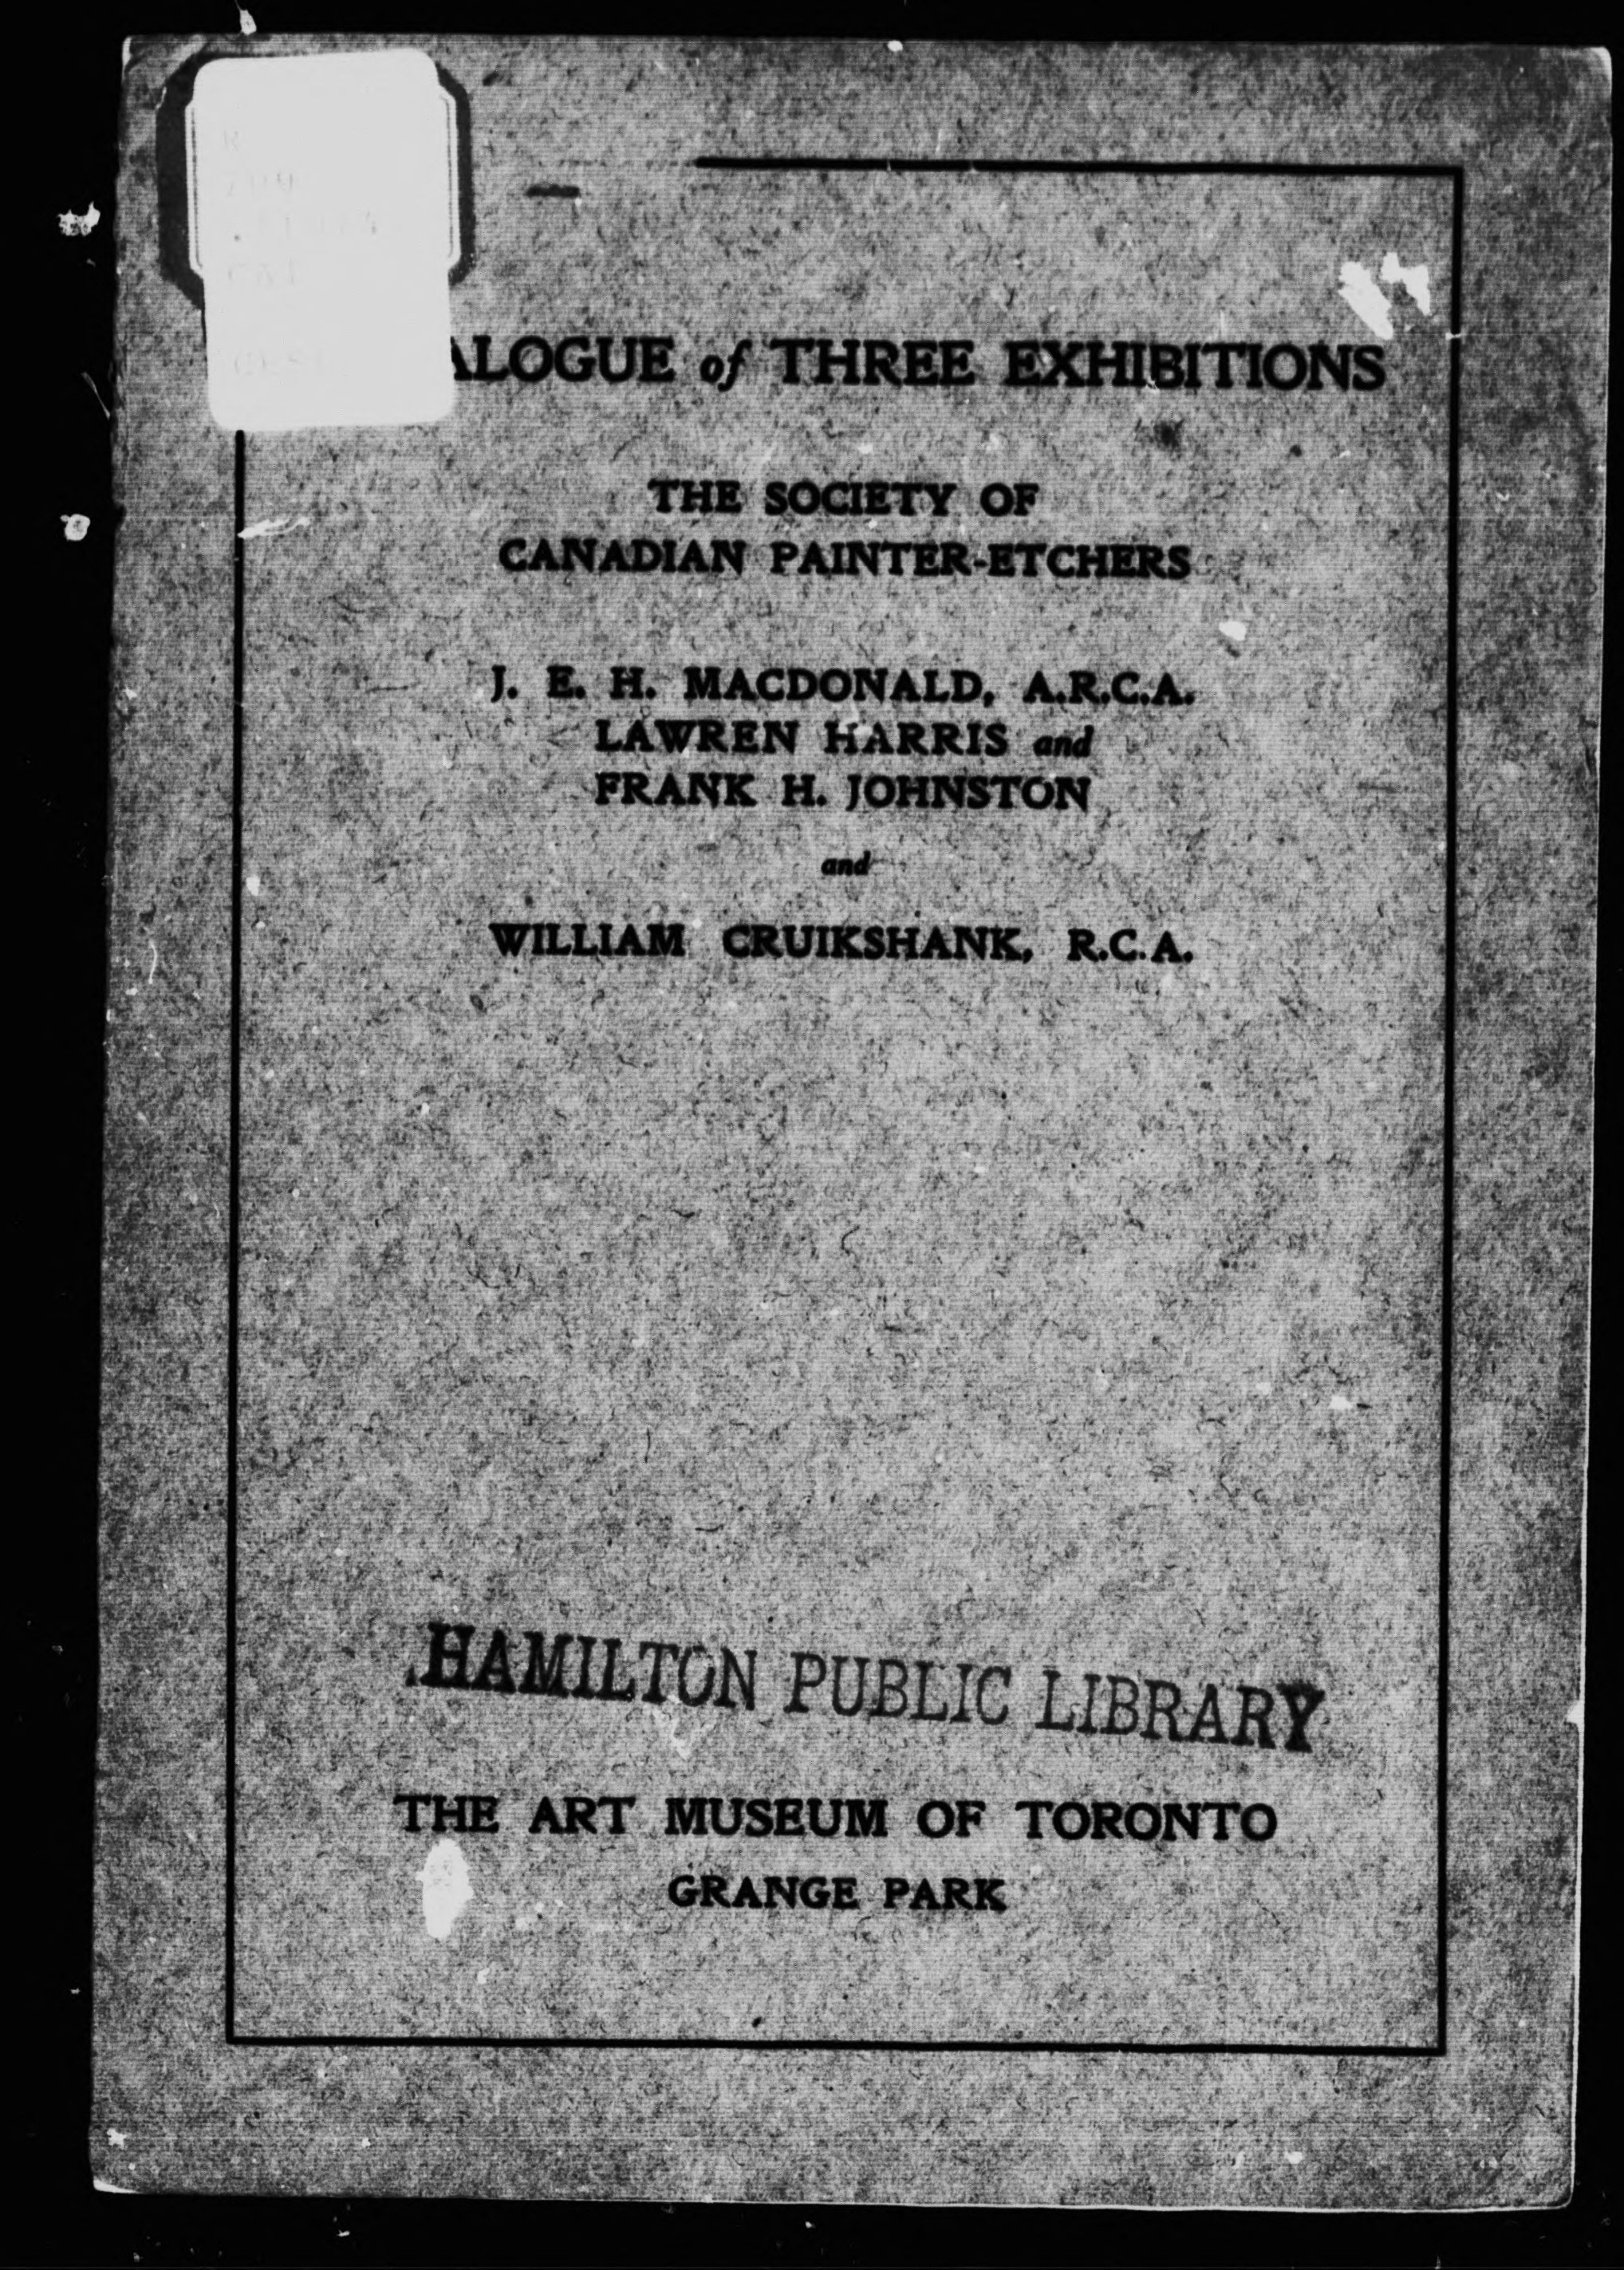 ALOGUE of THREE EXHIBITIONS
THE SOCIETY OF
CANADIAN PAINTER-ETCHERS
J. E. H. MACDONALD, A.R.C.A.
LAWREN HARRIS and
FRANK H. JOHNSTON
and
WILLIAM CRUIKSHANK, R.C.A.
HAMILTON PUBLIC LIBRARY
THE ART MUSEUM OF TORONTO
GRANGE PARK